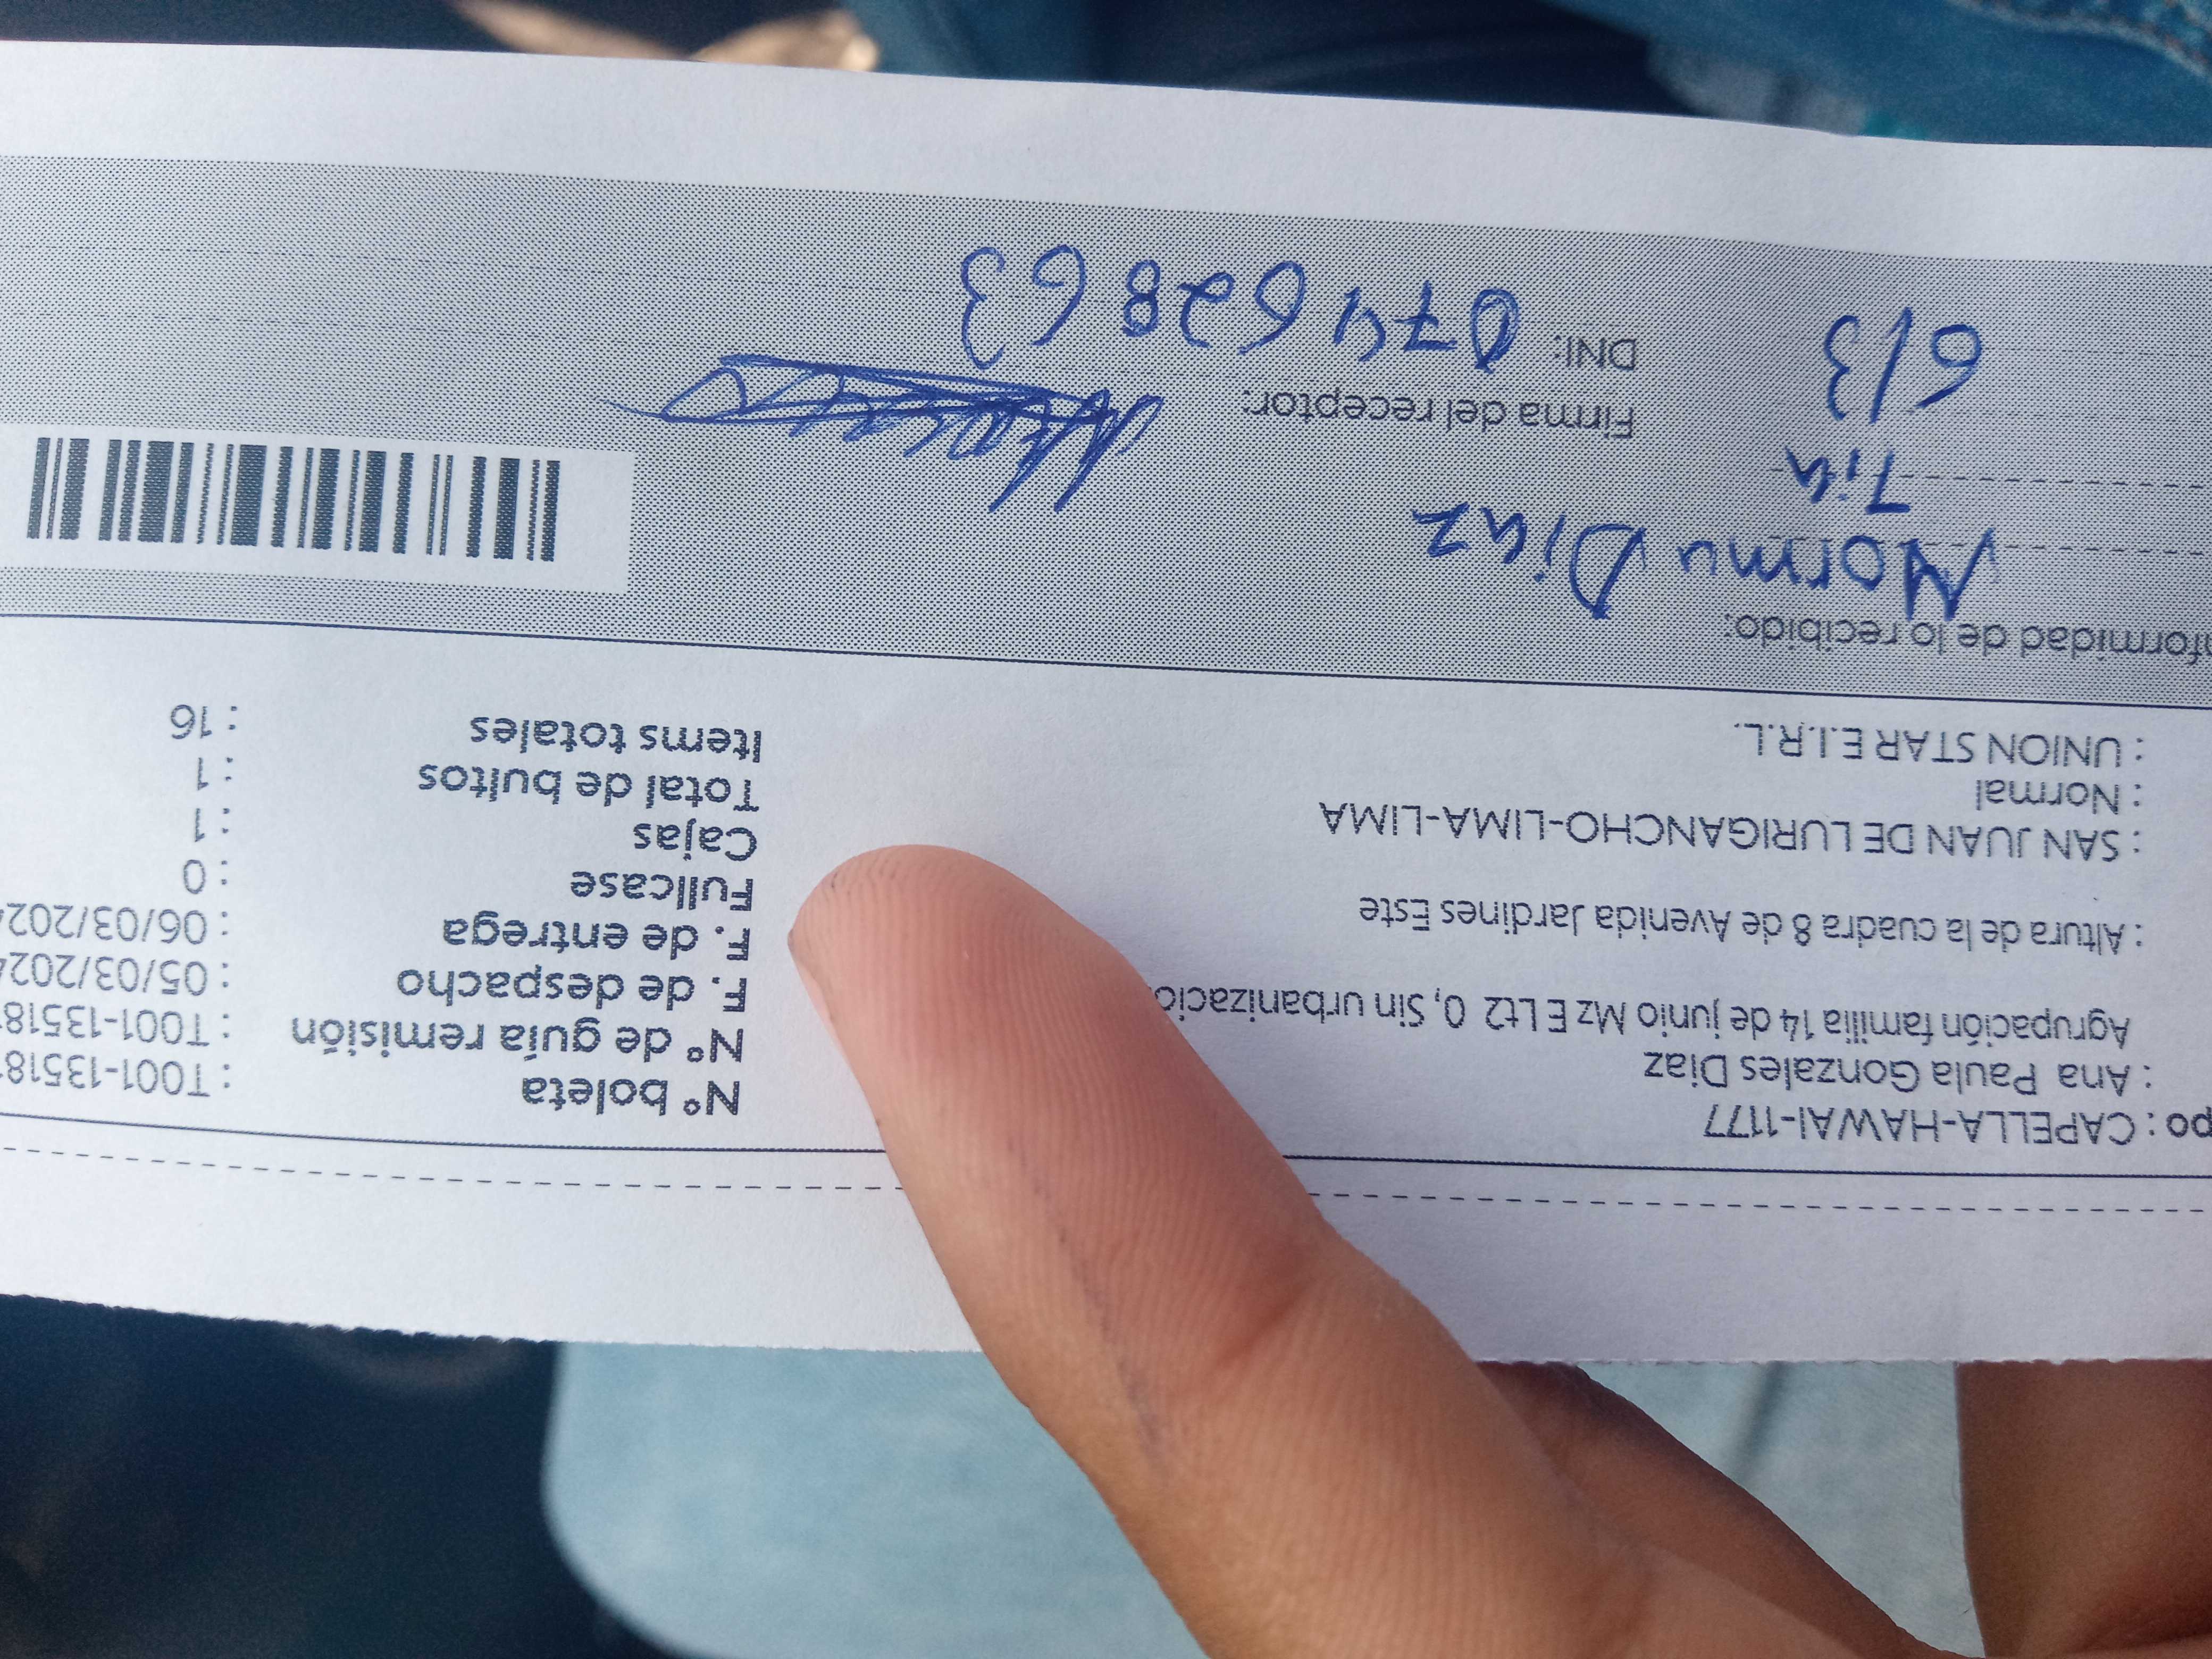 po : CAPELLA-HAWAI-1177
: Ana Paula Gonzales Diaz
Agrupación familia 14 de junio Mz E Lt2 0, Sin urbanizacio
: Altura de la cuadra 8 de Avenida Jardines Este
: SAN JUAN DE LURIGANCHO-LIMA-LIMA
: Normal
: UNION STAR E.I.R.L.
N° boleta : T001-13518
N° de guía remisión : T001-13518
F. de despacho : 05/03/202
F. de entrega : 06/03/202
Fullcase : 0
Cajas : 1
Total de bultos : 1
Items totales : 16
nformidad de lo recibido:
Norma Diaz
Tia
6/3
Firma del receptor:
DNI: 07462863